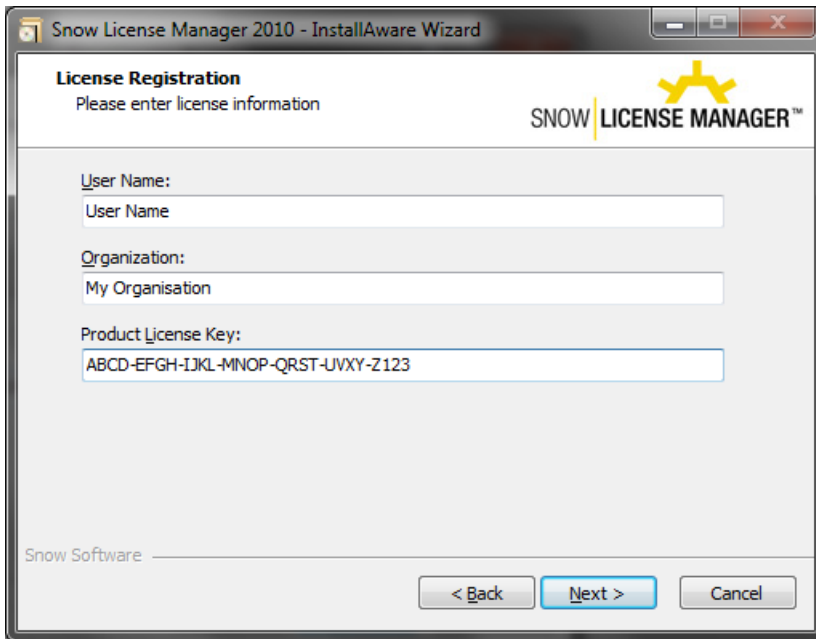 Snow License Manager 2010 - InstallAware Wizard
License Registration
Please enter license information
SNOW LICENSE MANAGER™
User Name:
User Name
Organization:
My Organisation
Product License Key:
ABCD-EFGH-IJKL-MNOP-QRST-UVXY-Z123
Snow Software
< Back
Next >
Cancel